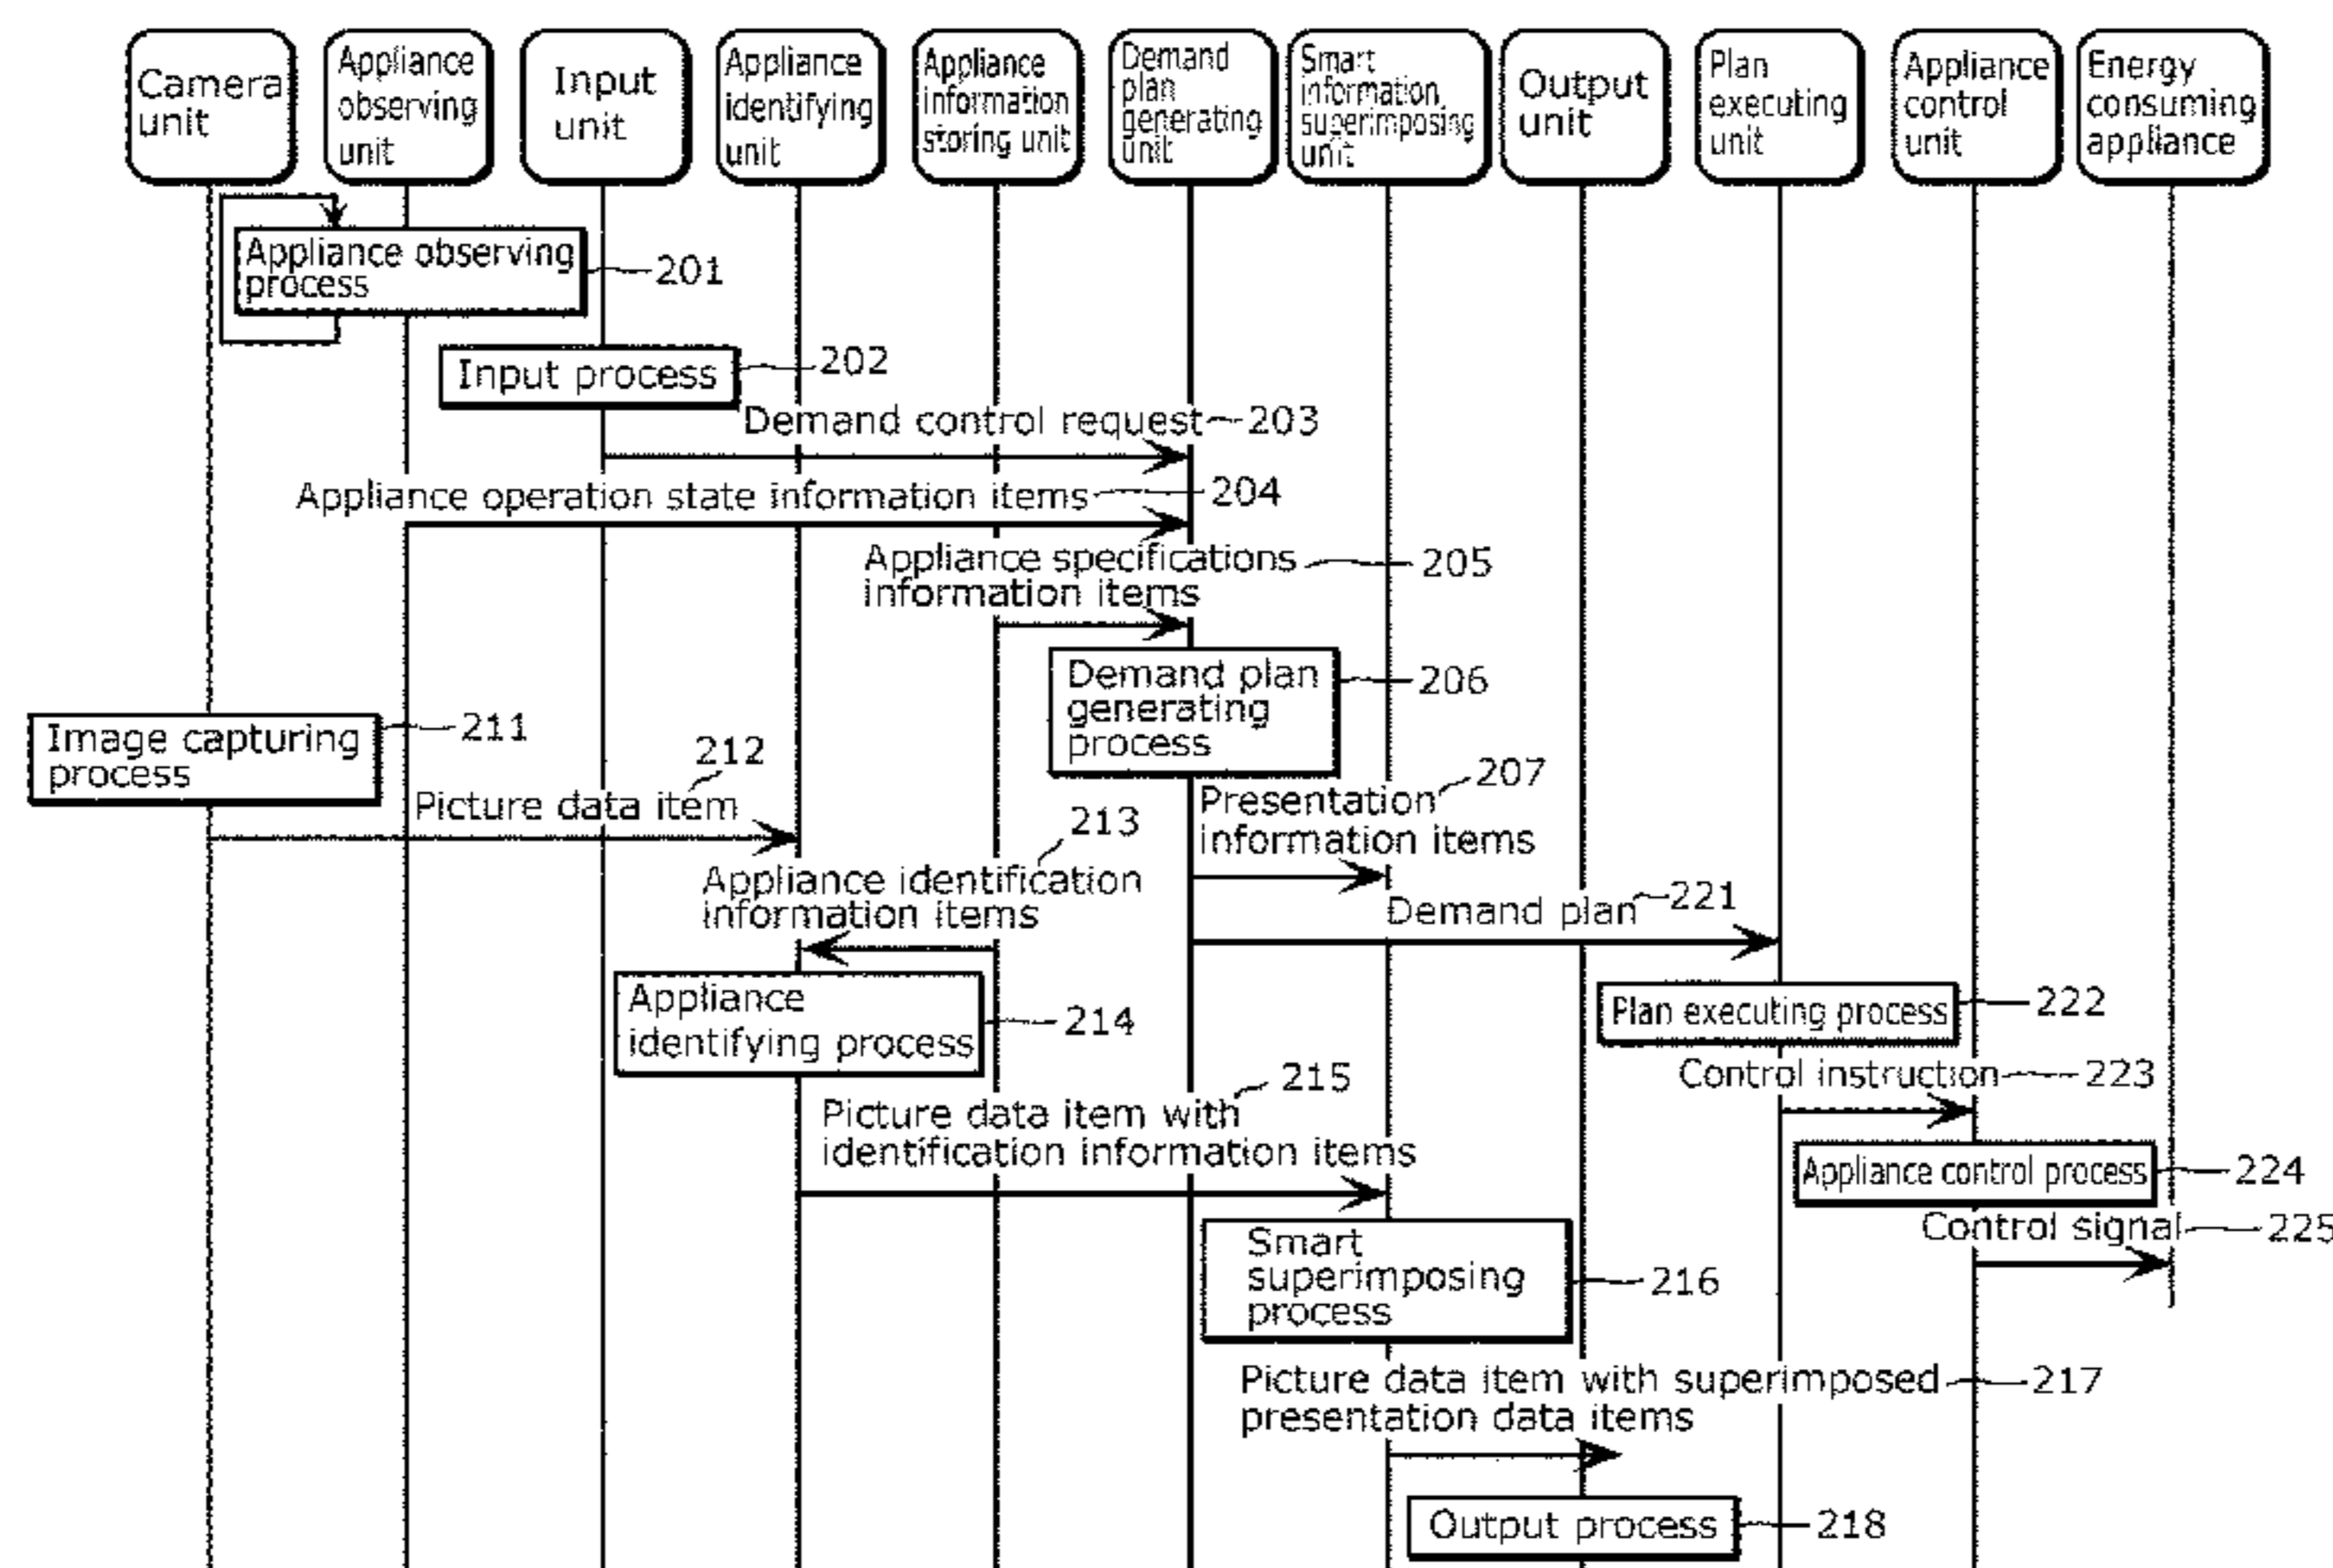 Camera
unit
Appliance
observing
unit
Input
unit
Appliance
identifying
unit
Appliance
information
storing unit
Demand
plan
generating
unit
Smart
information
superimposing
unit
Output
unit
Plan
executing
unit
Appliance
control
unit
Energy
consuming
appliance
Appliance observing
process
201
Input process
202
Demand control request
203
Appliance operation state information items
204
Appliance specifications
information items
205
Demand plan
generating
process
206
Image capturing
process
211
212
Picture data item
207
Presentation
information items
213
Appliance identification
information items
Demand plan
221
Appliance
identifying process
214
Plan executing process
222
Control instruction
223
215
Picture data item with
identification information items
Appliance control process
224
Control signal
225
Smart
superimposing
process
216
Picture data item with superimposed
presentation data items
217
Output process
218